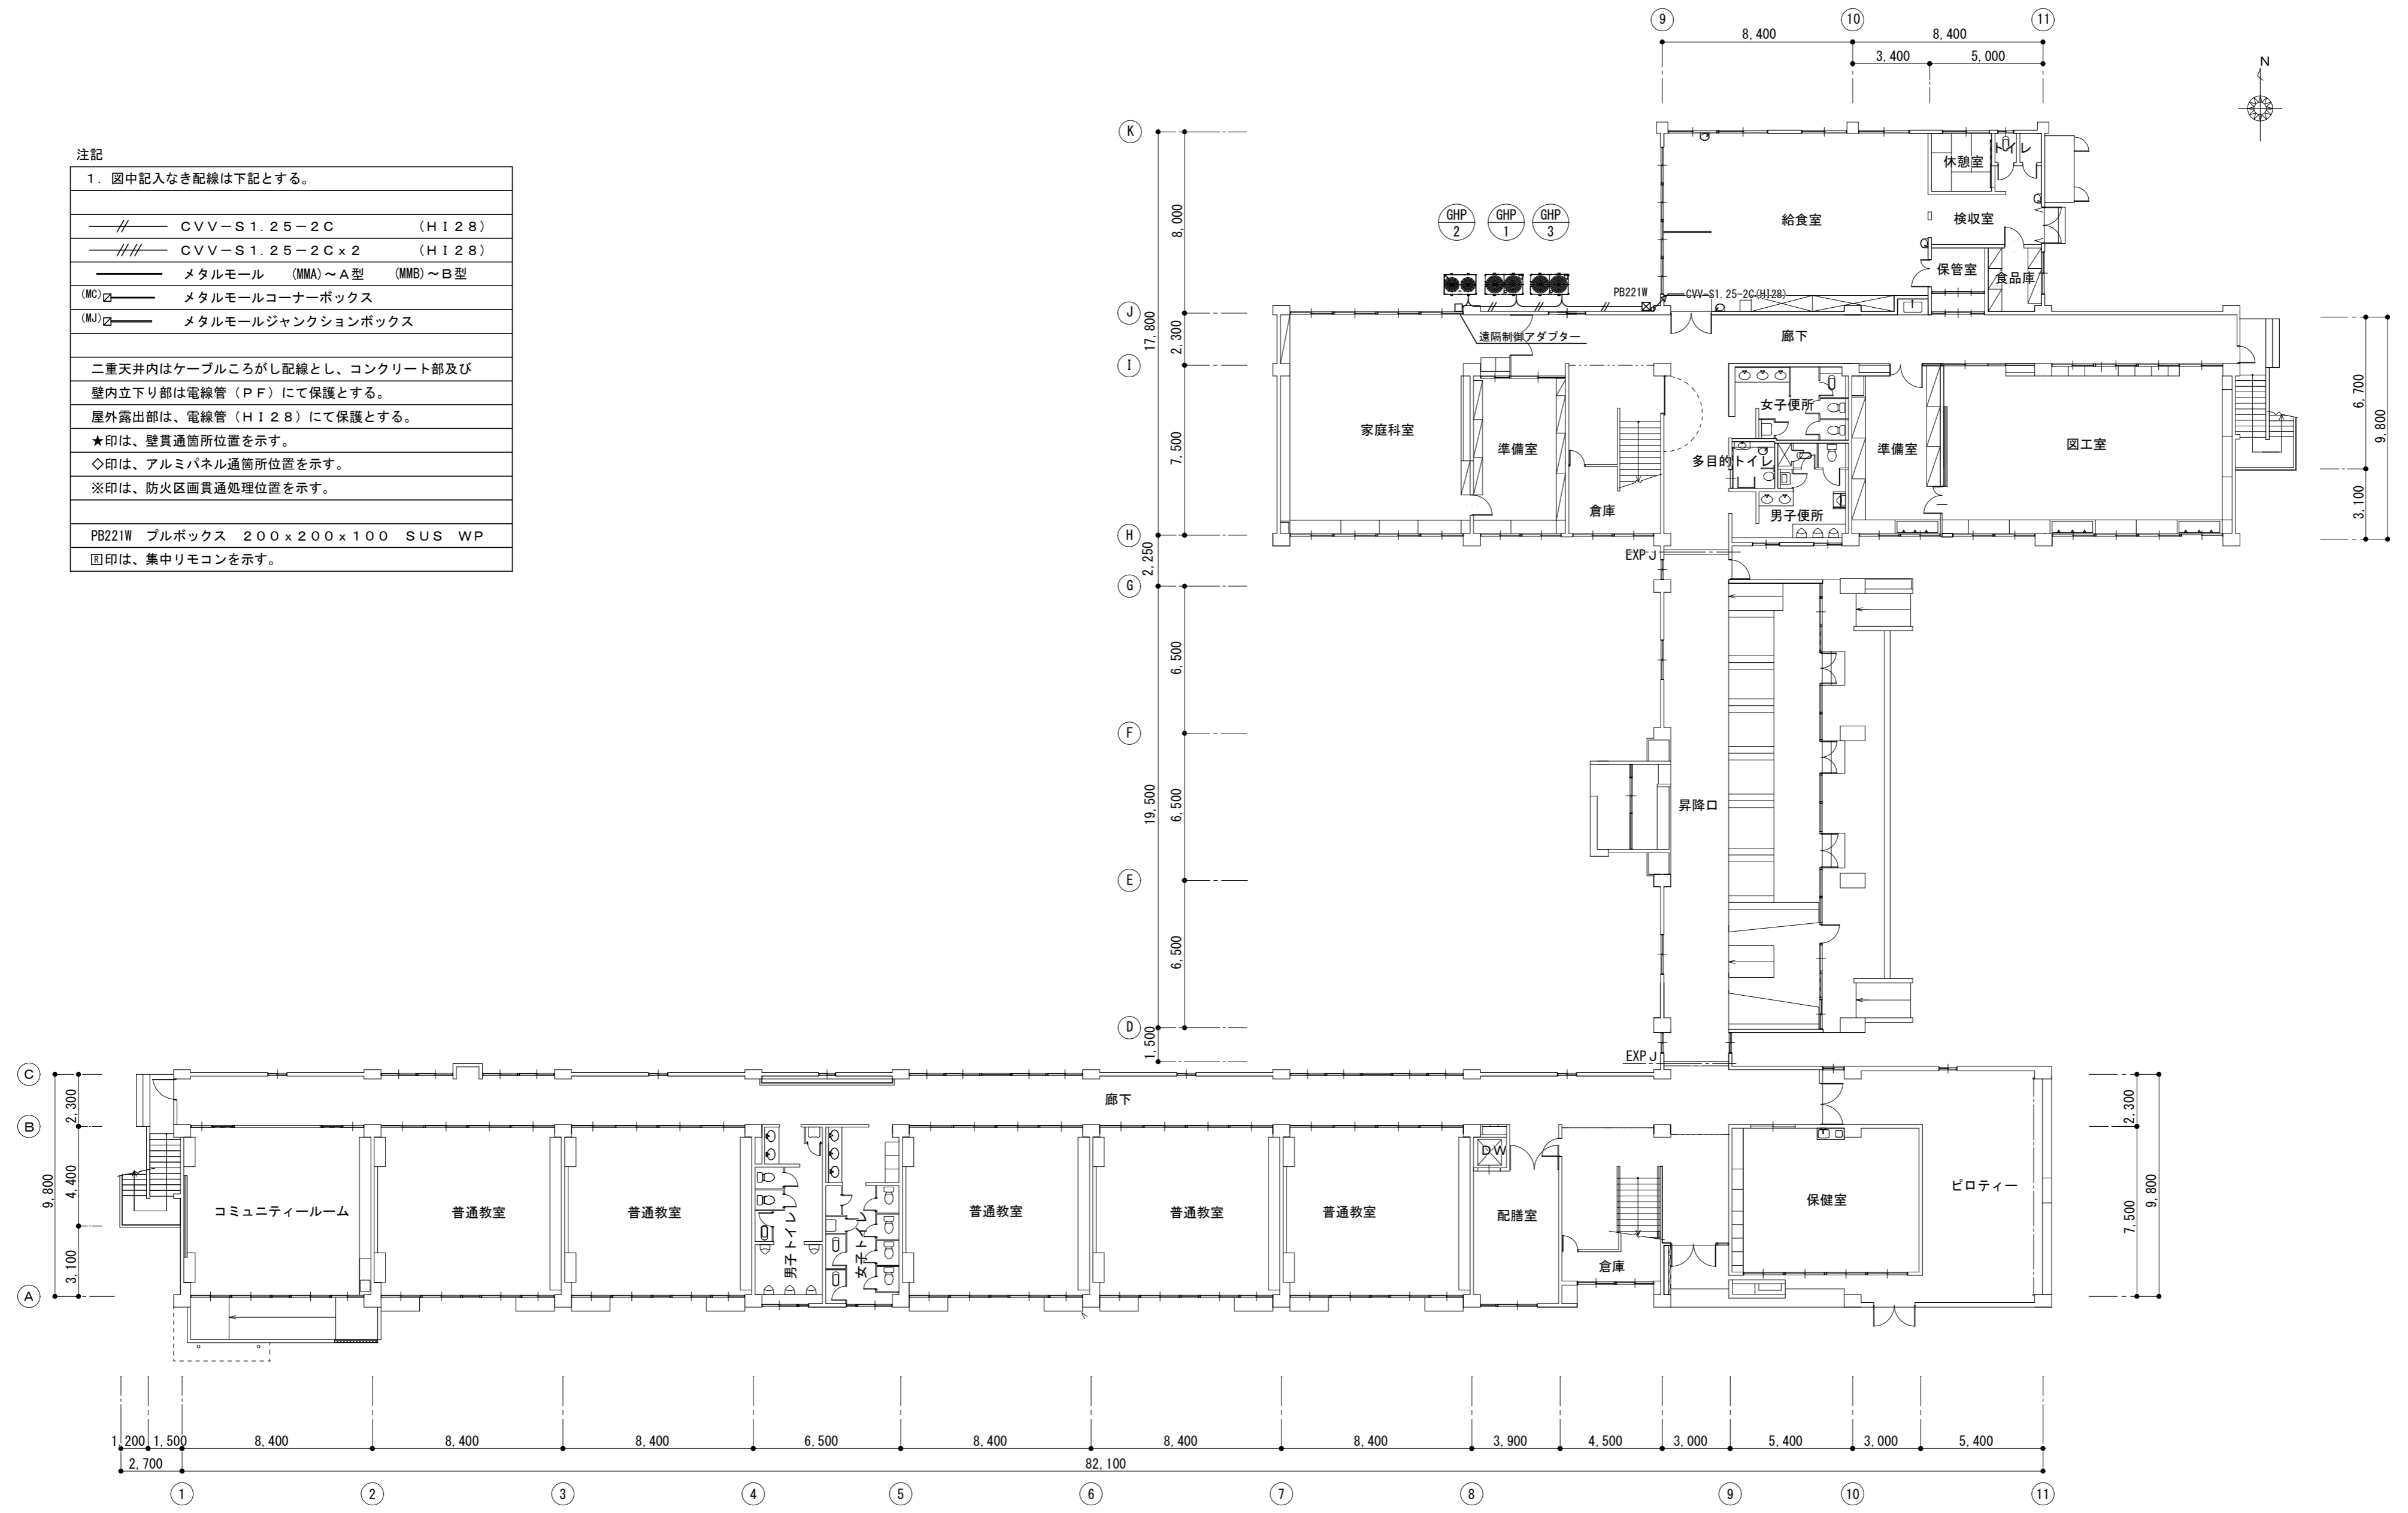 9
10
11
8,400
8,400
3,400
5,000
N
注記
1. 図中記入なき配線は下記とする。
CVV-S1.25-2C (HI28)
CVV-S1.25-2Cx2 (HI28)
メタルモール (MMA)~A型 (MMB)~B型
(MC) メタルモールコーナーボックス
(MJ) メタルモールジャンクションボックス
二重天井内はケーブルころがし配線とし、コンクリート部及び
壁内立下り部は電線管(PF)にて保護とする。
屋外露出部は、電線管(HI28)にて保護とする。
★印は、壁貫通箇所位置を示す。
◇印は、アルミパネル通箇所位置を示す。
※印は、防火区画貫通処理位置を示す。
PB221W プルボックス 200x200x100 SUS WP
R印は、集中リモコンを示す。
K
J
I
H
G
F
E
D
8,000
17,800
2,300
7,500
2,250
6,500
19,500
6,500
6,500
1,500
GHP
2
GHP
1
GHP
3
PB221W
CVV-S1.25-2C(HI28)
遠隔制御アダプター
休憩室
トイレ
給食室
検収室
保管室
食品庫
廊下
家庭科室
準備室
倉庫
女子便所
多目的トイレ
男子便所
準備室
図工室
6,700
3,100
9,800
EXP J
昇降口
EXP J
C
B
A
2,300
4,400
3,100
9,800
廊下
コミュニティールーム
普通教室
普通教室
男子トイレ
女子トイレ
普通教室
普通教室
普通教室
DW
配膳室
倉庫
保健室
ピロティー
2,300
7,500
9,800
1,200
1,500
8,400
8,400
8,400
6,500
8,400
8,400
8,400
3,900
4,500
3,000
5,400
3,000
5,400
2,700
82,100
1
2
3
4
5
6
7
8
9
10
11